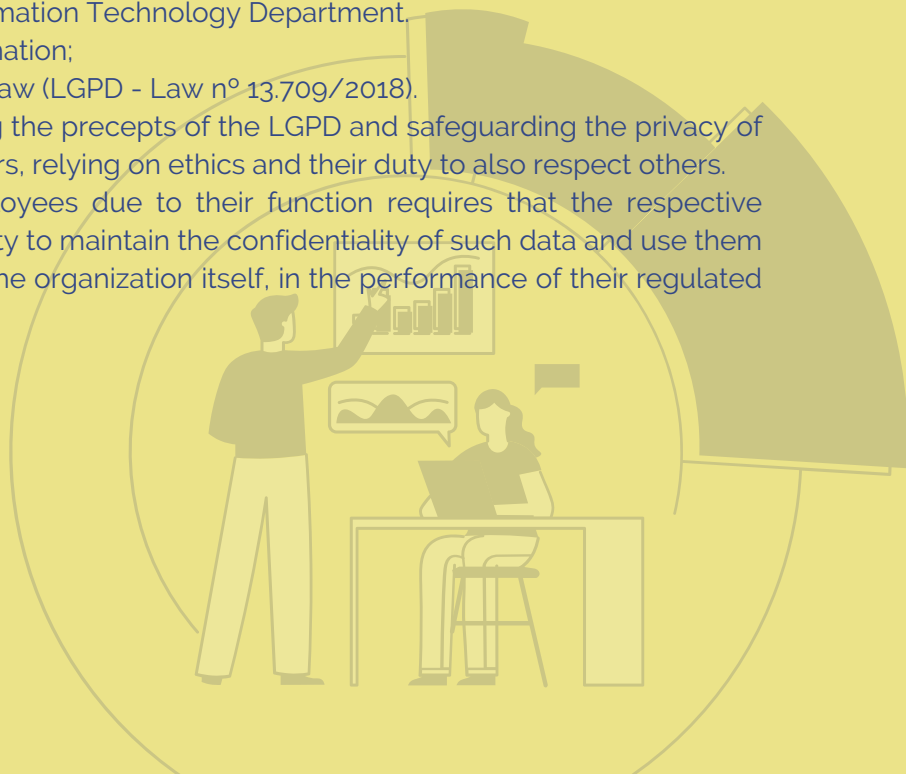 mation Technology Department.
nation;
aw (LGPD - Law nº 13.709/2018).
g the precepts of the LGPD and safeguarding the privacy of
rs, relying on ethics and their duty to also respect others.
oyees due to their function requires that the respective
ty to maintain the confidentiality of such data and use them
he organization itself, in the performance of their regulated